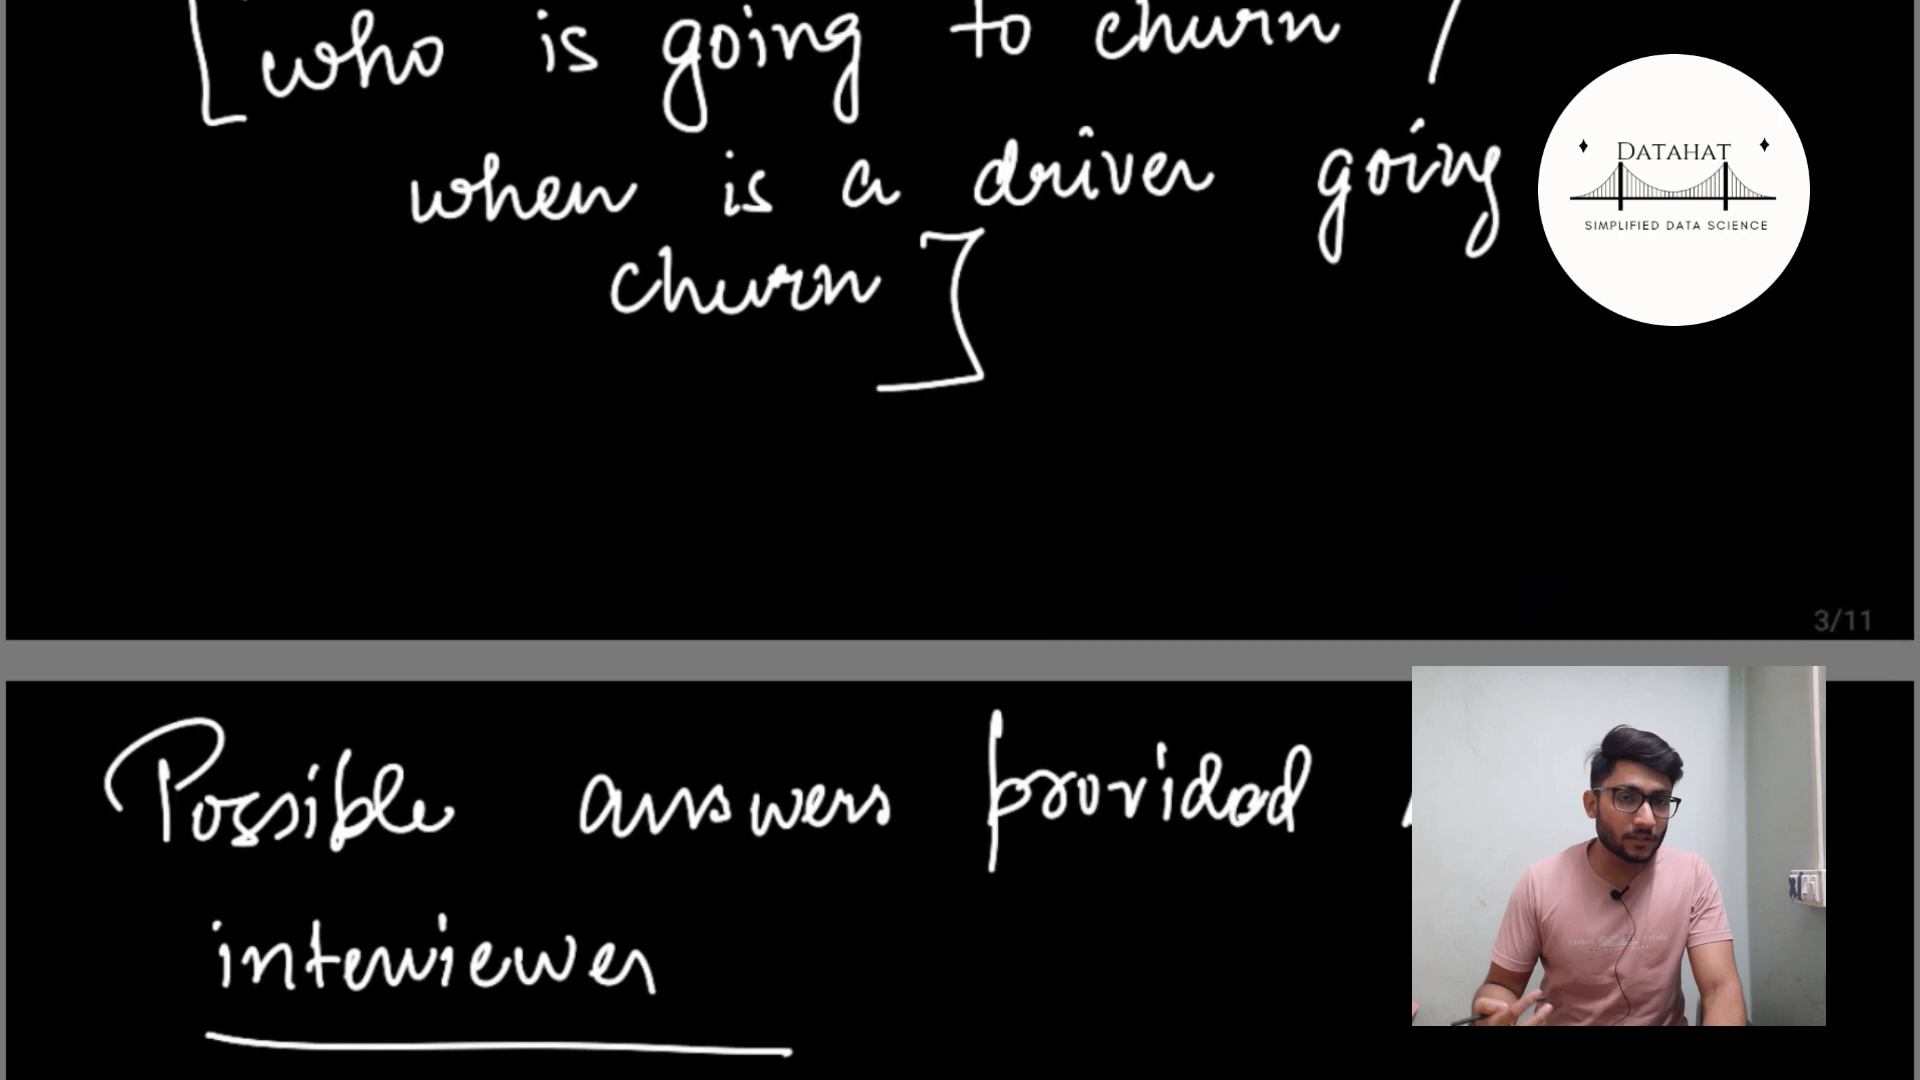 [who is going to churn /
when is a driver going
churn]
DATAHAT
SIMPLIFIED DATA SCIENCE
3/11
Possible answers provided
interviewer